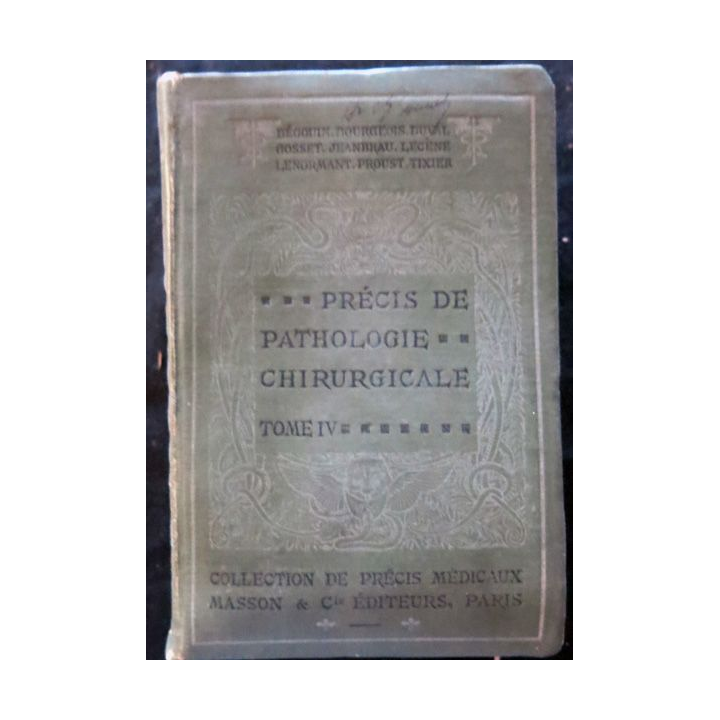 BÉGOUIN. BOURGEOIS. DUVAL
GOSSET. JEANBRAU. LECÈNE
LENORMANT. PROUST. TIXIER
PRÉCIS DE
PATHOLOGIE
CHIRURGICALE
TOME IV
COLLECTION DE PRÉCIS MÉDICAUX
MASSON & Cie ÉDITEURS, PARIS